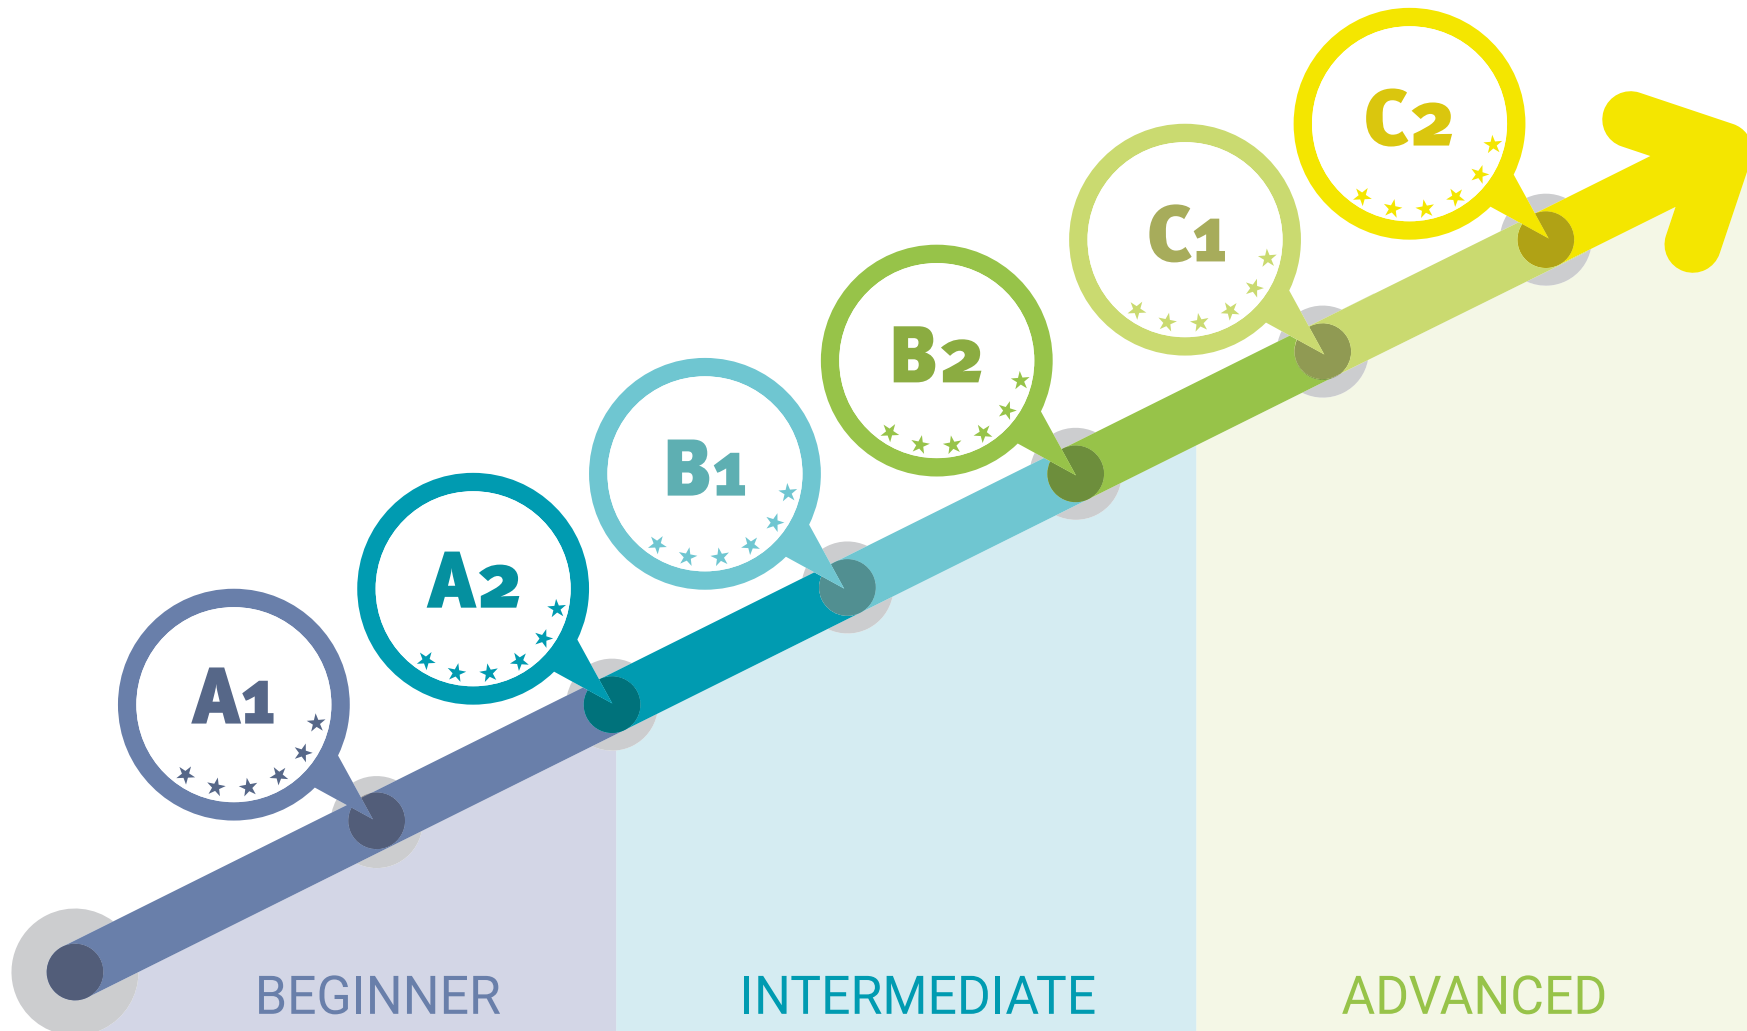 A1
A2
B1
B2
C1
C2
BEGINNER
INTERMEDIATE
ADVANCED